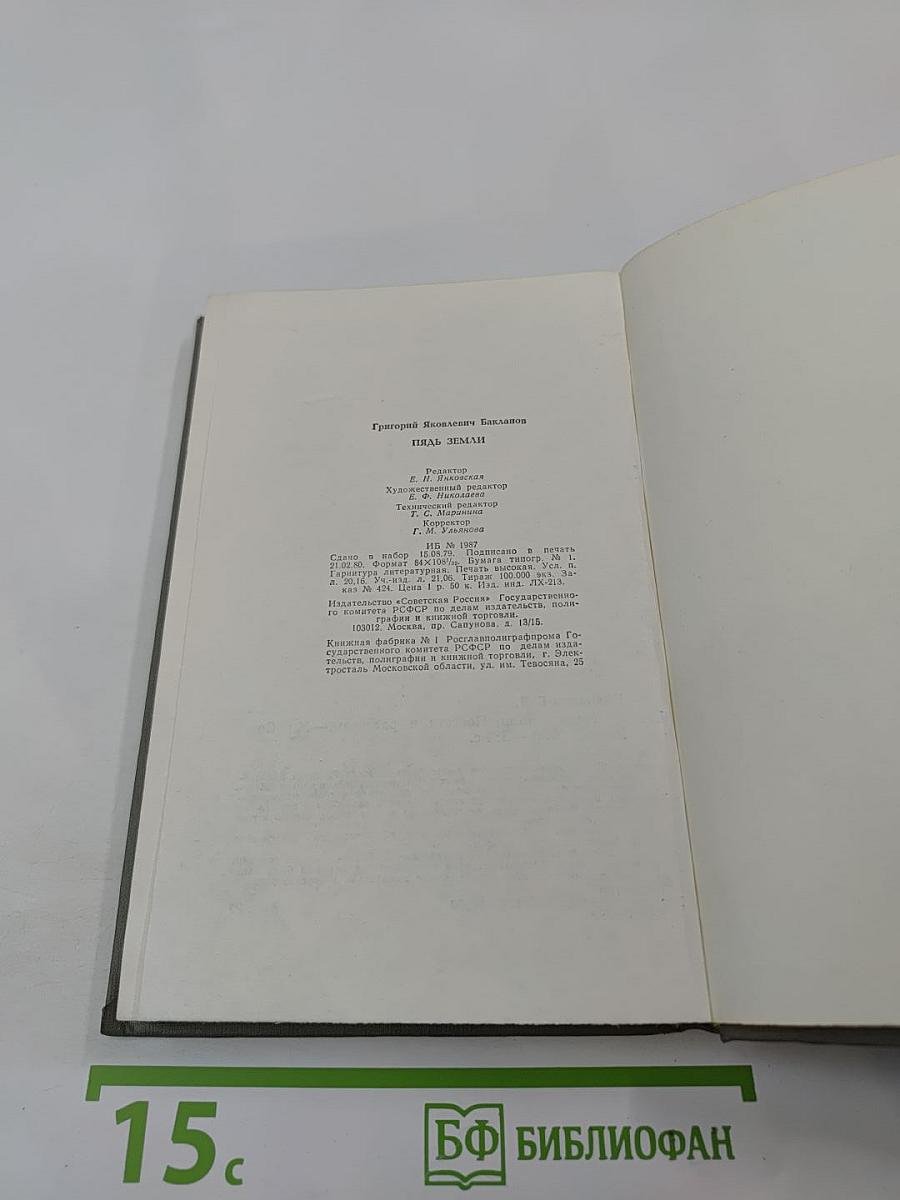 Григорий Яковлевич Бакланов
ПЯДЬ ЗЕМЛИ
Редактор
Е. Н. Янковская
Художественный редактор
Е. Ф. Николаева
Технический редактор
Т. С. Маринина
Корректор
Г. М. Ульянова
ИБ № 1987
Сдано в набор 15.08.79. Подписано в печать
21.02.80. Формат 84×108¹/₃₂. Бумага типогр. № 1.
Гарнитура литературная. Печать высокая. Усл. п.
л. 20,16. Уч.-изд. л. 21,06. Тираж 100.000 экз. За-
каз № 424. Цена 1 р. 50 к. Изд. инд. ЛХ-213.
Издательство «Советская Россия» Государственно-
го комитета РСФСР по делам издательств, поли-
графии и книжной торговли.
103012. Москва, пр. Сапунова, д. 13/15.
Книжная фабрика № 1 Росглавполиграфпрома Го-
сударственного комитета РСФСР по делам изда-
тельств, полиграфии и книжной торговли, г. Элек-
тросталь Московской области, ул. им. Тевосяна, 25
15 с
БФ БИБЛИОФАН